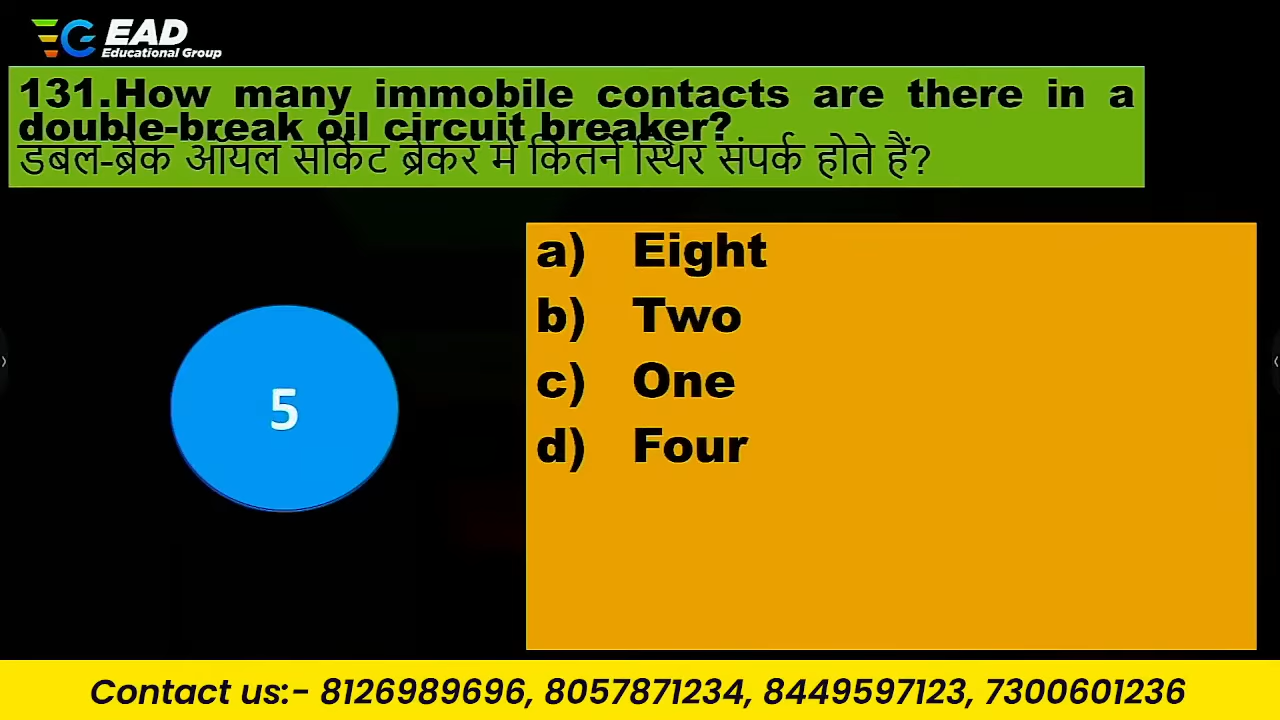 EAD
Educational Group
131.How many immobile contacts are there in a
double-break oil circuit breaker?
डबल-ब्रेक ऑयल सर्किट ब्रेकर में कितने स्थिर संपर्क होते हैं?
a) Eight
b) Two
c) One
d) Four
5
Contact us:- 8126989696, 8057871234, 8449597123, 7300601236